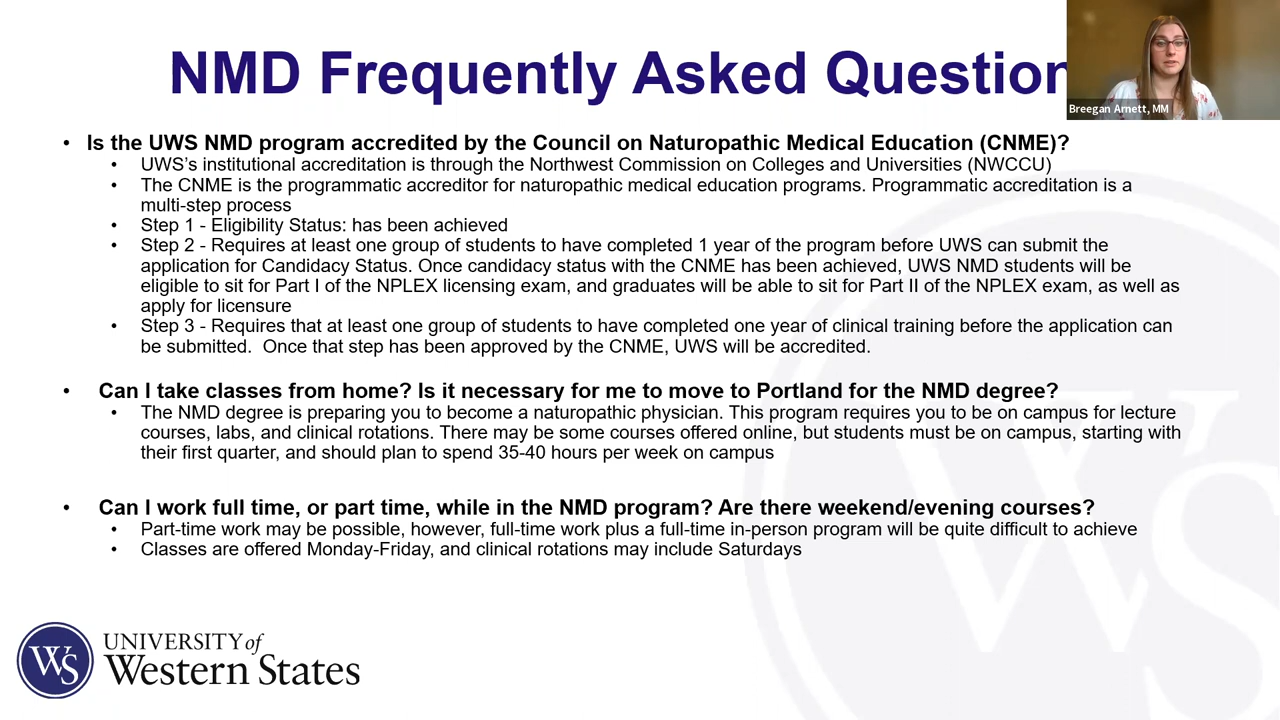 NMD Frequently Asked Question
Breegan Arnett, MM
• Is the UWS NMD program accredited by the Council on Naturopathic Medical Education (CNME)?
• UWS's institutional accreditation is through the Northwest Commission on Colleges and Universities (NWCCU)
• The CNME is the programmatic accreditor for naturopathic medical education programs. Programmatic accreditation is a
multi-step process
• Step 1 - Eligibility Status: has been achieved
• Step 2 - Requires at least one group of students to have completed 1 year of the program before UWS can submit the
application for Candidacy Status. Once candidacy status with the CNME has been achieved, UWS NMD students will be
eligible to sit for Part I of the NPLEX licensing exam, and graduates will be able to sit for Part II of the NPLEX exam, as well as
apply for licensure
• Step 3 - Requires that at least one group of students to have completed one year of clinical training before the application can
be submitted.  Once that step has been approved by the CNME, UWS will be accredited.
• Can I take classes from home? Is it necessary for me to move to Portland for the NMD degree?
• The NMD degree is preparing you to become a naturopathic physician. This program requires you to be on campus for lecture
courses, labs, and clinical rotations. There may be some courses offered online, but students must be on campus, starting with
their first quarter, and should plan to spend 35-40 hours per week on campus
• Can I work full time, or part time, while in the NMD program? Are there weekend/evening courses?
• Part-time work may be possible, however, full-time work plus a full-time in-person program will be quite difficult to achieve
• Classes are offered Monday-Friday, and clinical rotations may include Saturdays
WS
UNIVERSITY of
Western States